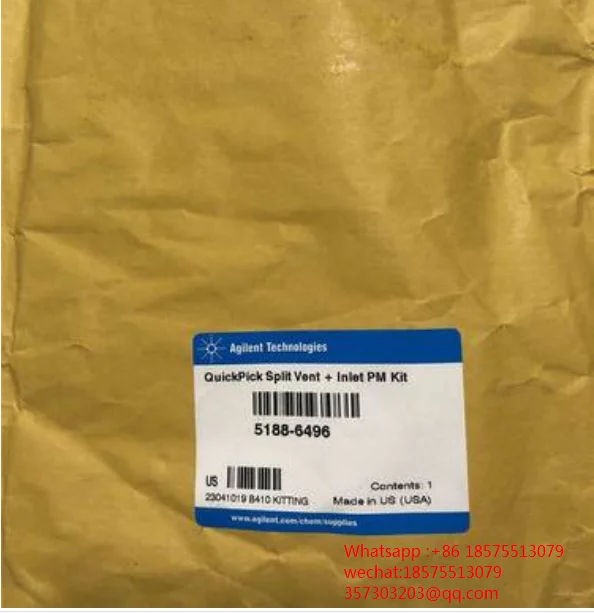 Agilent Technologies
QuickPick Split Vent + Inlet PM Kit
5188-6496
US
Contents: 1
23041019 B410 KITTING
Made in US (USA)
www.agilent.com/chem/supplies
Whatsapp :+86 18575513079
wechat:18575513079
357303203@qq.com